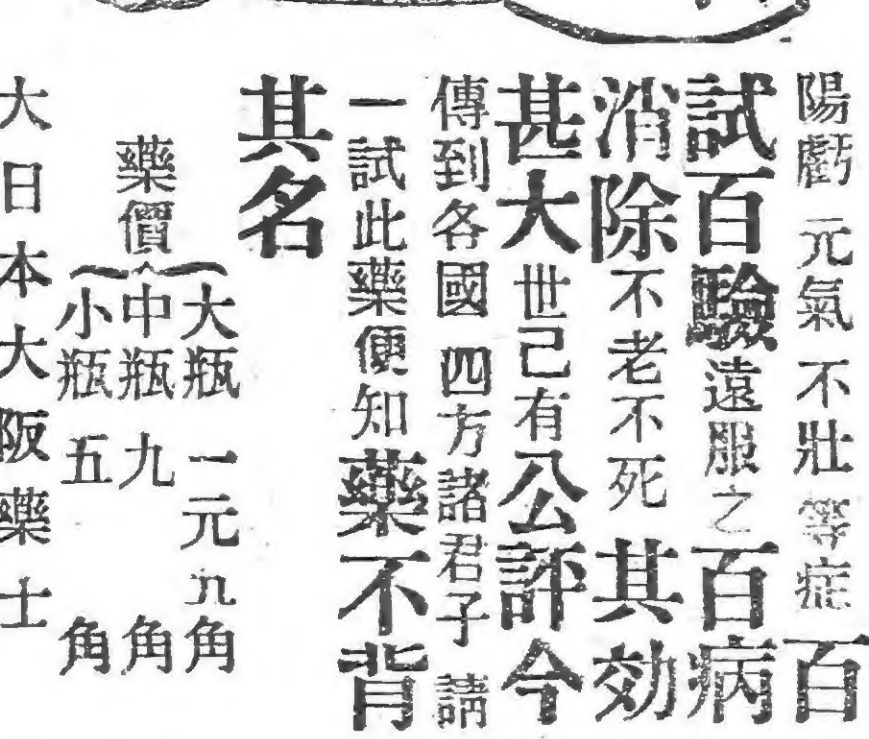 陽虧 元氣 不壯 等症 百
試百驗遠服之百病
消除不老不死其効
甚大世己有公評今
傳到各國 四方諸君子 請
一試此藥便知藥不背
其名
藥價
大瓶 一元九角
中瓶 九角
小瓶 五角
大日本大阪藥士